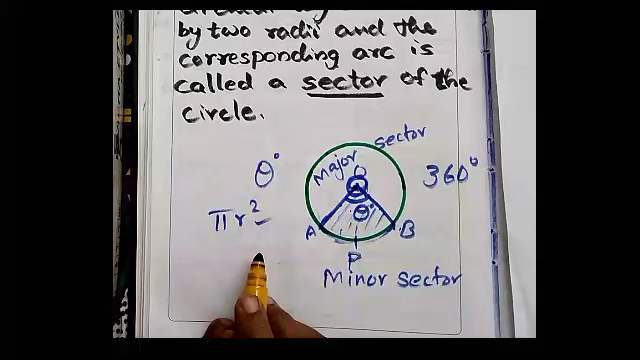 by two radii and the
corresponding arc is
called a sector of the
circle.
Major sector
θ°
360°
O
θ°
πr²
A
B
P
Minor sector